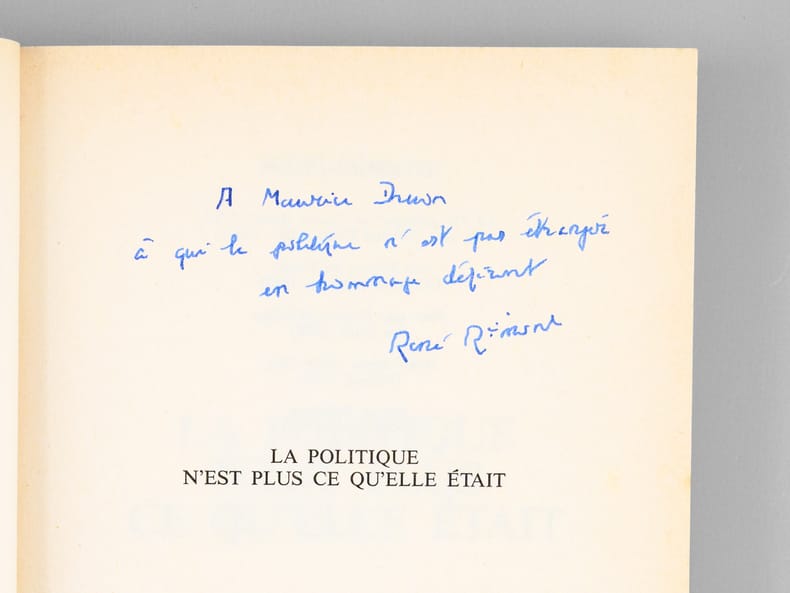 A Maurice Druon
à qui la politique n'est pas étrangère
en hommage déférent
René Rémond
LA POLITIQUE
N'EST PLUS CE QU'ELLE ÉTAIT